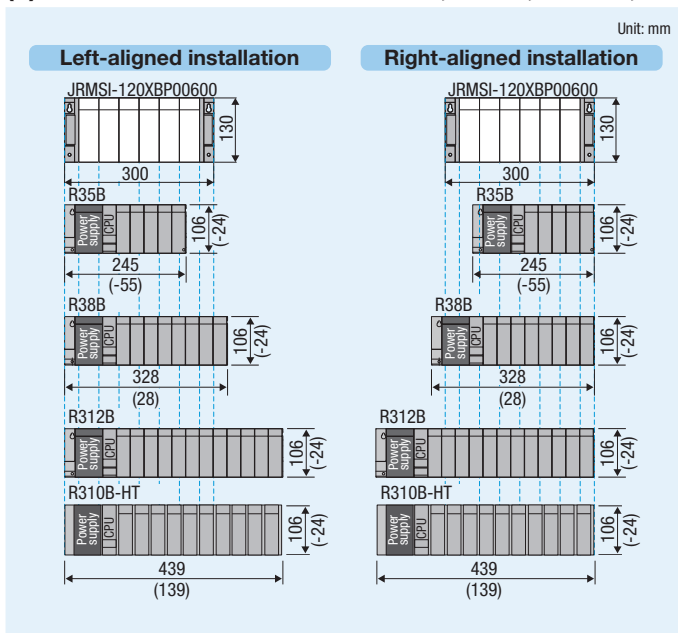 Unit: mm
Left-aligned installation
JRMSI-120XBP00600
130
300
R35B
Power supply
CPU
106
(-24)
245
(-55)
R38B
Power supply
CPU
106
(-24)
328
(28)
R312B
Power supply
CPU
106
(-24)
R310B-HT
Power supply
CPU
106
(-24)
439
(139)
Right-aligned installation
JRMSI-120XBP00600
130
300
R35B
Power supply
CPU
106
(-24)
245
(-55)
R38B
Power supply
CPU
106
(-24)
328
(28)
R312B
Power supply
CPU
106
(-24)
R310B-HT
Power supply
CPU
106
(-24)
439
(139)